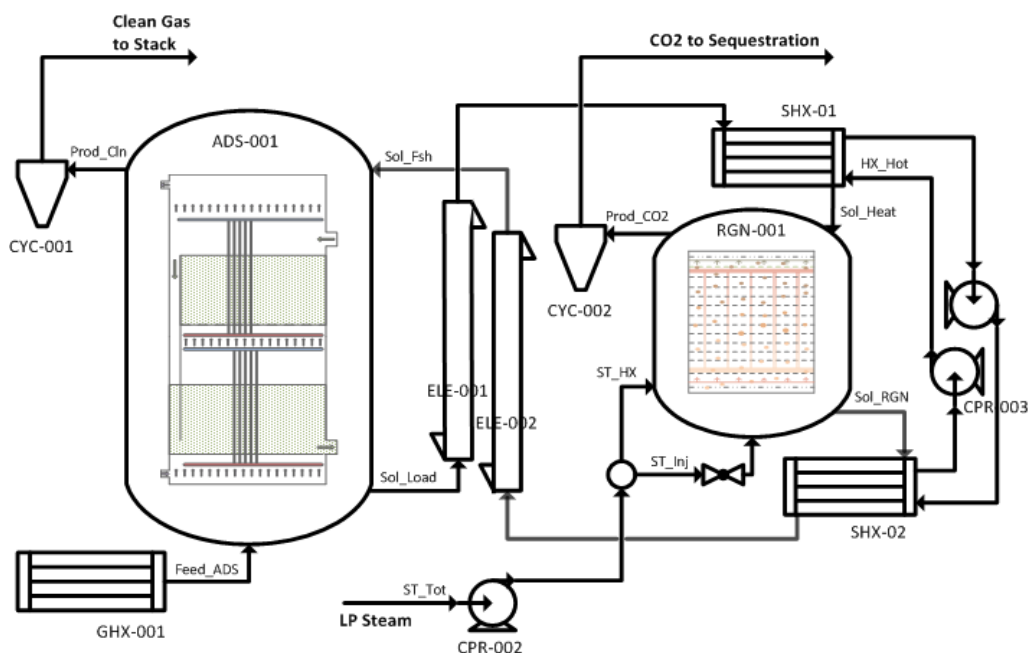 Clean Gas
to Stack
CO2 to Sequestration
SHX-01
ADS-001
Prod_Cln
Sol_Fsh
HX_Hot
Prod_CO2
RGN-001
Sol_Heat
CYC-001
CYC-002
ST_HX
ELE-001
ELE-002
CPR-003
Sol_RGN
ST_Inj
Sol_Load
SHX-02
Feed_ADS
ST_Tot
LP Steam
GHX-001
CPR-002